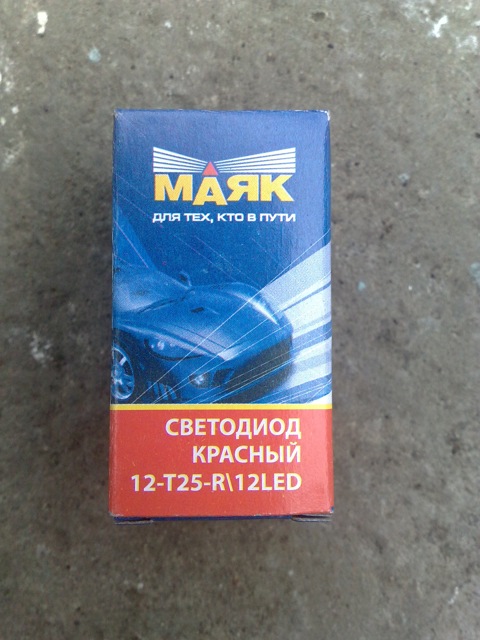 МАЯК
ДЛЯ ТЕХ, КТО В ПУТИ
СВЕТОДИОД
КРАСНЫЙ
12-T25-R\12LED